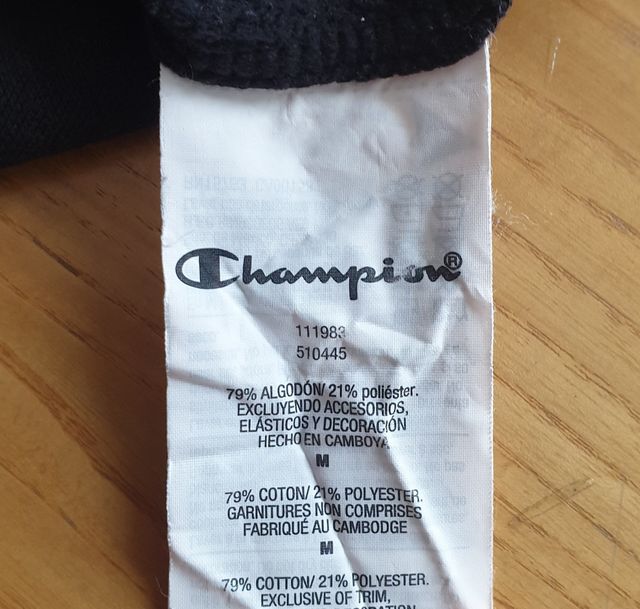 Champion®
111983
510445
79% ALGODÓN/ 21% poliéster.
EXCLUYENDO ACCESORIOS,
ELÁSTICOS Y DECORACIÓN
HECHO EN CAMBOYA
M
79% COTON/ 21% POLYESTER.
GARNITURES NON COMPRISES
FABRIQUÉ AU CAMBODGE
M
79% COTTON/ 21% POLYESTER.
EXCLUSIVE OF TRIM,